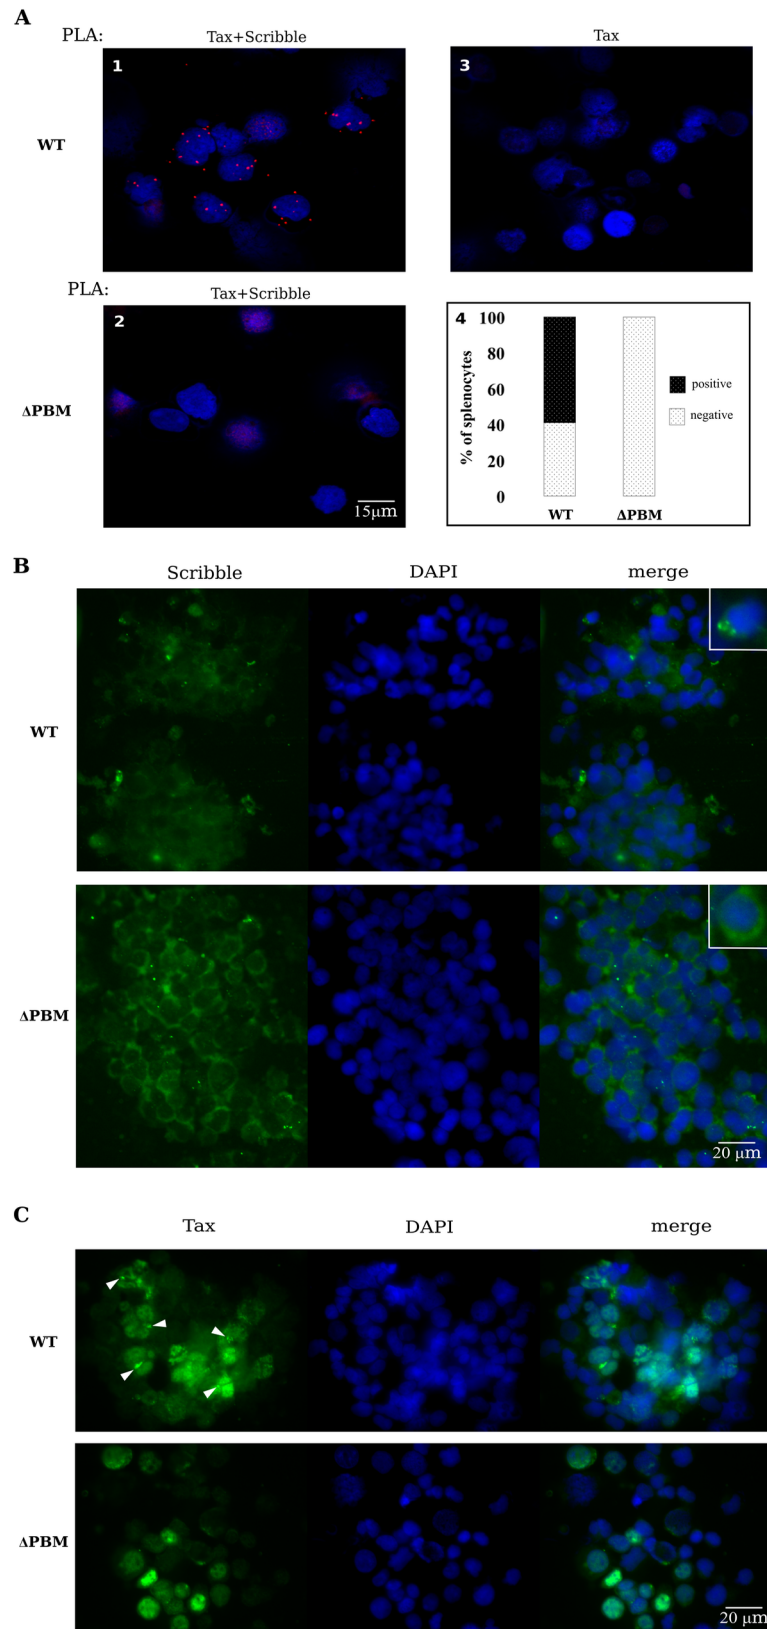 A
PLA: Tax+Scribble Tax
1 3
WT
PLA: Tax+Scribble
2
ΔPBM
15μm
4
100
80
60
40
20
0
% of splenocytes
positive
negative
WT ΔPBM
B
Scribble DAPI merge
WT
ΔPBM
20 μm
C
Tax DAPI merge
WT
ΔPBM
20 μm